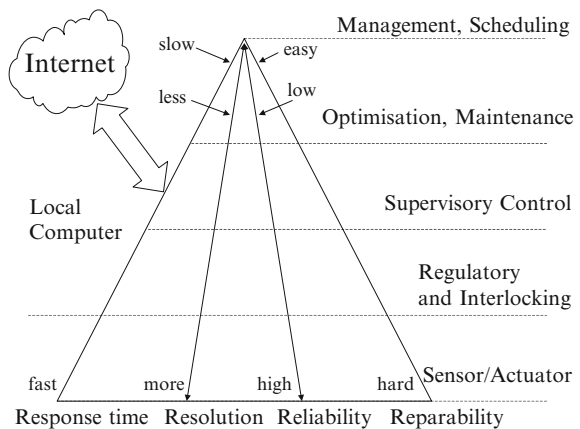 Management, Scheduling
slow
easy
Internet
less
low
Optimisation, Maintenance
Local
Computer
Supervisory Control
Regulatory
and Interlocking
fast
more
high
hard
Sensor/Actuator
Response time
Resolution
Reliability
Reparability